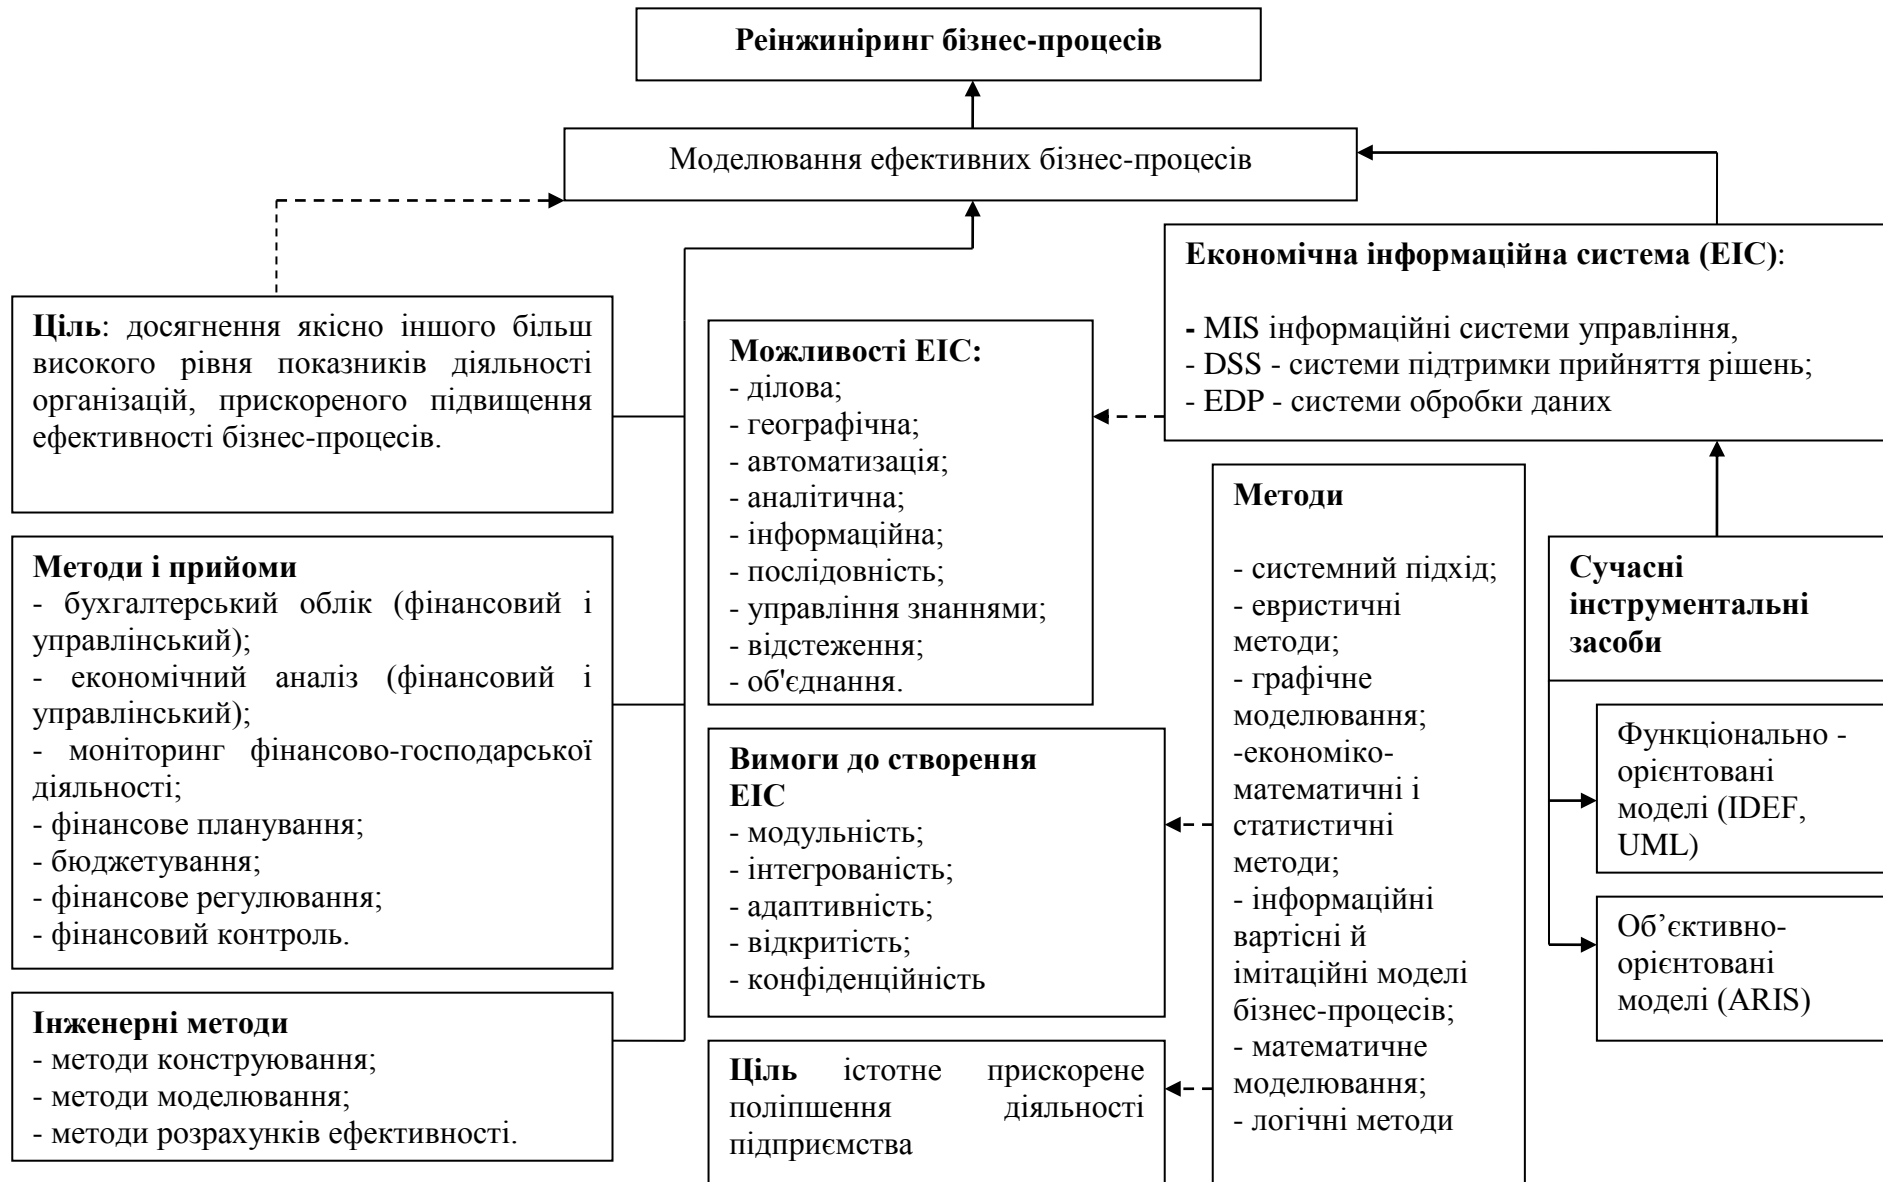 Реінжиніринг бізнес-процесів
Моделювання ефективних бізнес-процесів
Економічна інформаційна система (ЕІС):
- MIS інформаційні системи управління,
- DSS - системи підтримки прийняття рішень;
- EDP - системи обробки даних
Ціль: досягнення якісно іншого більш
високого рівня показників діяльності
організацій, прискореного підвищення
ефективності бізнес-процесів.
Методи і прийоми
- бухгалтерський облік (фінансовий і
управлінський);
- економічний аналіз (фінансовий і
управлінський);
- моніторинг фінансово-господарської
діяльності;
- фінансове планування;
- бюджетування;
- фінансове регулювання;
- фінансовий контроль.
Інженерні методи
- методи конструювання;
- методи моделювання;
- методи розрахунків ефективності.
Можливості ЕІС:
- ділова;
- географічна;
- автоматизація;
- аналітична;
- інформаційна;
- послідовність;
- управління знаннями;
- відстеження;
- об'єднання.
Вимоги до створення
ЕІС
- модульність;
- інтегрованість;
- адаптивність;
- відкритість;
- конфіденційність
Ціль істотне прискорене
поліпшення діяльності
підприємства
Методи
- системний підхід;
- евристичні
методи;
- графічне
моделювання;
-економіко-
математичні і
статистичні
методи;
- інформаційні
вартісні й
імітаційні моделі
бізнес-процесів;
- математичне
моделювання;
- логічні методи
Сучасні
інструментальні
засоби
Функціонально -
орієнтовані
моделі (IDEF,
UML)
Об’єктивно-
орієнтовані
моделі (ARIS)